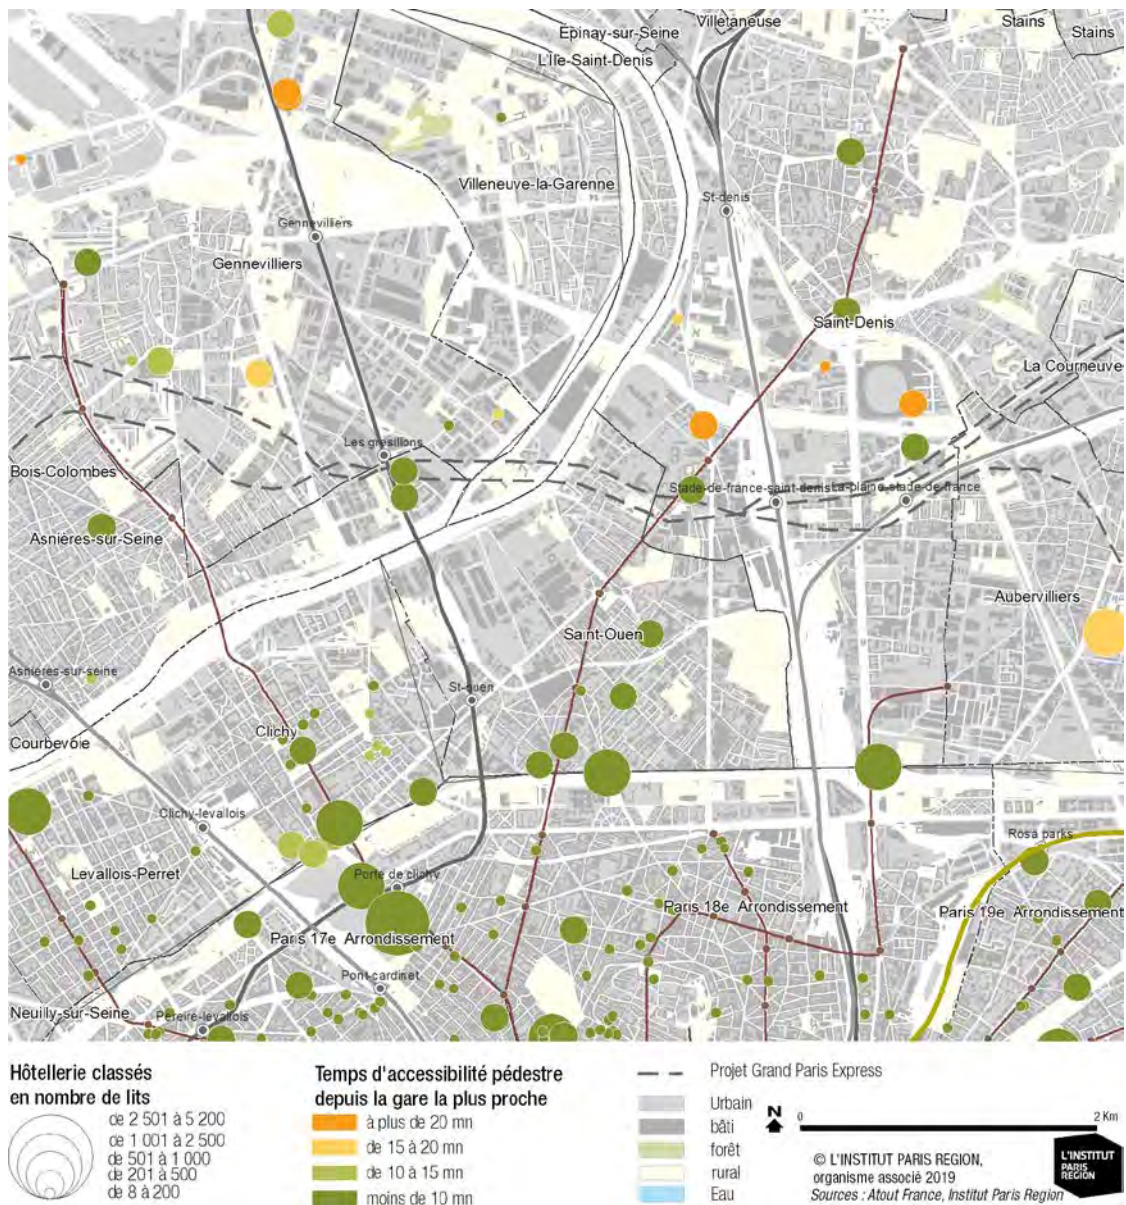 Villetaneuse
Stains
Stains
Epinay-sur-Seine
L'Ile-Saint-Denis
Villeneuve-la-Garenne
St-denis
Gennevilliers
Gennevilliers
Saint-Denis
La Courneuve
Les grésillons
Bois-Colombes
Stade-de-france-saint-denis
La-plaine-stade-de-france
Asnières-sur-Seine
Aubervilliers
Saint-Ouen
Asnières-sur-seine
St-ouen
Clichy
Courbevoie
Clichy-levallois
Rosa parks
Levallois-Perret
Porte de clichy
Paris 18e Arrondissement
Paris 19e Arrondissement
Paris 17e Arrondissement
Pont-cardinet
Neuilly-sur-Seine
Péreire-levallois
Hôtellerie classés
en nombre de lits
de 2 501 à 5 200
de 1 001 à 2 500
de 501 à 1 000
de 201 à 500
de 8 à 200
Temps d'accessibilité pédestre
depuis la gare la plus proche
à plus de 20 mn
de 15 à 20 mn
de 10 à 15 mn
moins de 10 mn
Projet Grand Paris Express
Urbain
bâti
forêt
rural
Eau
N
0
2 Km
© L'INSTITUT PARIS REGION,
organisme associé 2019
Sources : Atout France, Institut Paris Region
L'INSTITUT
PARIS
REGION